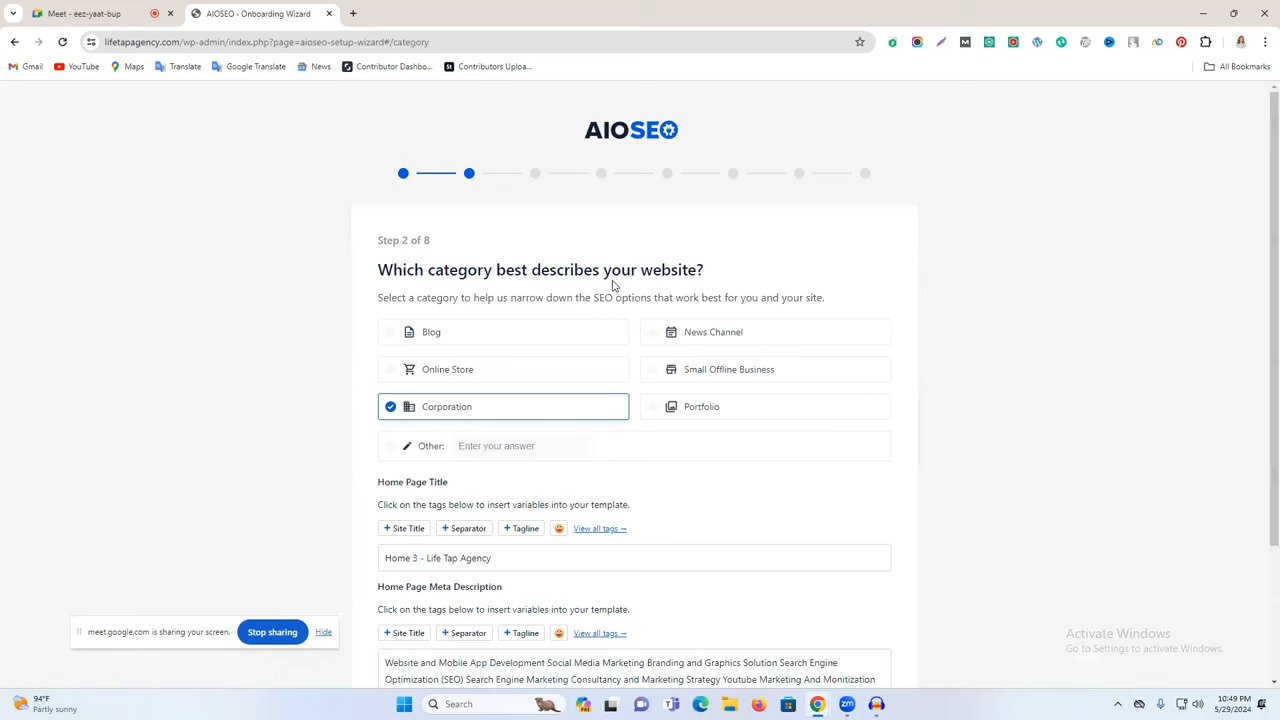 Meet - eez-yaat-bup
AIOSEO › Onboarding Wizard
lifetapagency.com/wp-admin/index.php?page=aioseo-setup-wizard#/category
Gmail YouTube Maps Translate Google Translate News Contributor Dashbo... Contributors Uploa... All Bookmarks
AIOSEO
Step 2 of 8
Which category best describes your website?
Select a category to help us narrow down the SEO options that work best for you and your site.
Blog News Channel
Online Store Small Offline Business
Corporation Portfolio
Other: Enter your answer
Home Page Title
Click on the tags below to insert variables into your template.
+ Site Title + Separator + Tagline View all tags →
Home 3 - Life Tap Agency
Home Page Meta Description
Click on the tags below to insert variables into your template.
+ Site Title + Separator + Tagline View all tags →
Website and Mobile App Development Social Media Marketing Branding and Graphics Solution Search Engine
Optimization (SEO) Search Engine Marketing Consultancy and Marketing Strategy Youtube Marketing And Monitization
meet.google.com is sharing your screen. Stop sharing Hide
Activate Windows
Go to Settings to activate Windows.
94°F
Partly sunny
Search
10:49 PM
5/29/2024